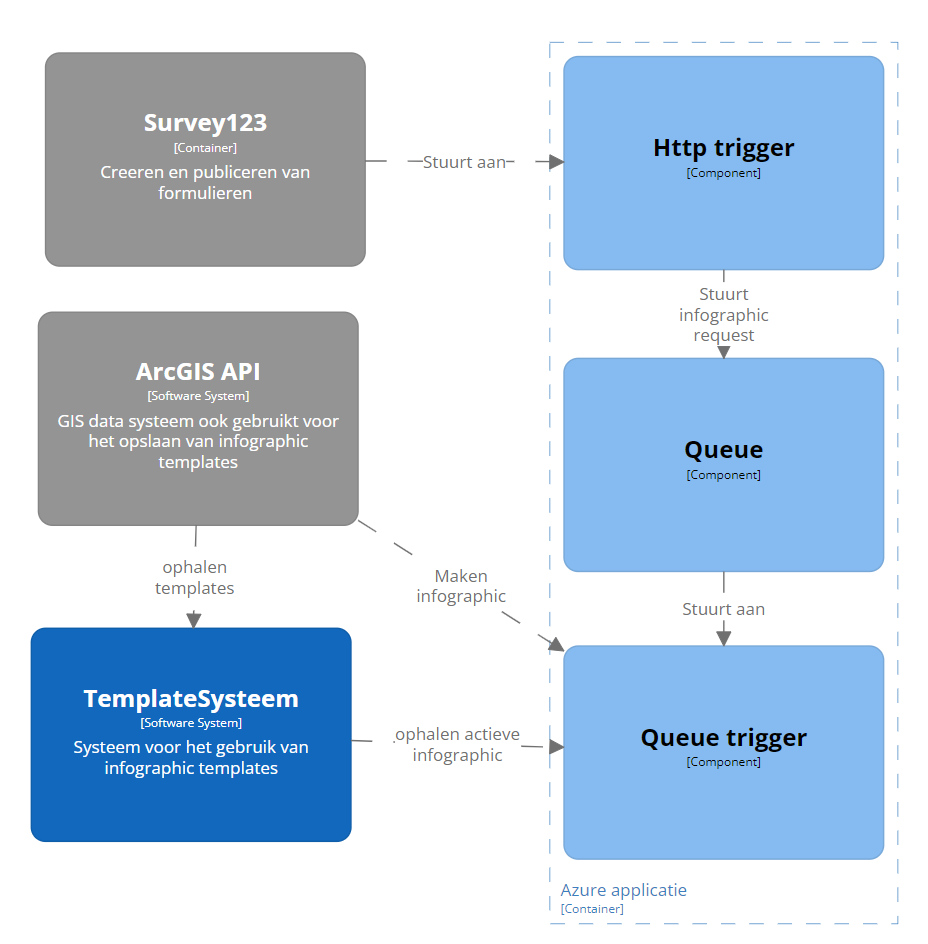 Survey123
[Container]
Creeren en publiceren van
formulieren
Stuurt aan
Http trigger
[Component]
Stuurt
infographic
request
ArcGIS API
[Software System]
GIS data systeem ook gebruikt voor
het opslaan van infographic
templates
Queue
[Component]
ophalen
templates
Maken
infographic
Stuurt aan
TemplateSysteem
[Software System]
Systeem voor het gebruik van
infographic templates
ophalen actieve
infographic
Queue trigger
[Component]
Azure applicatie
[Container]